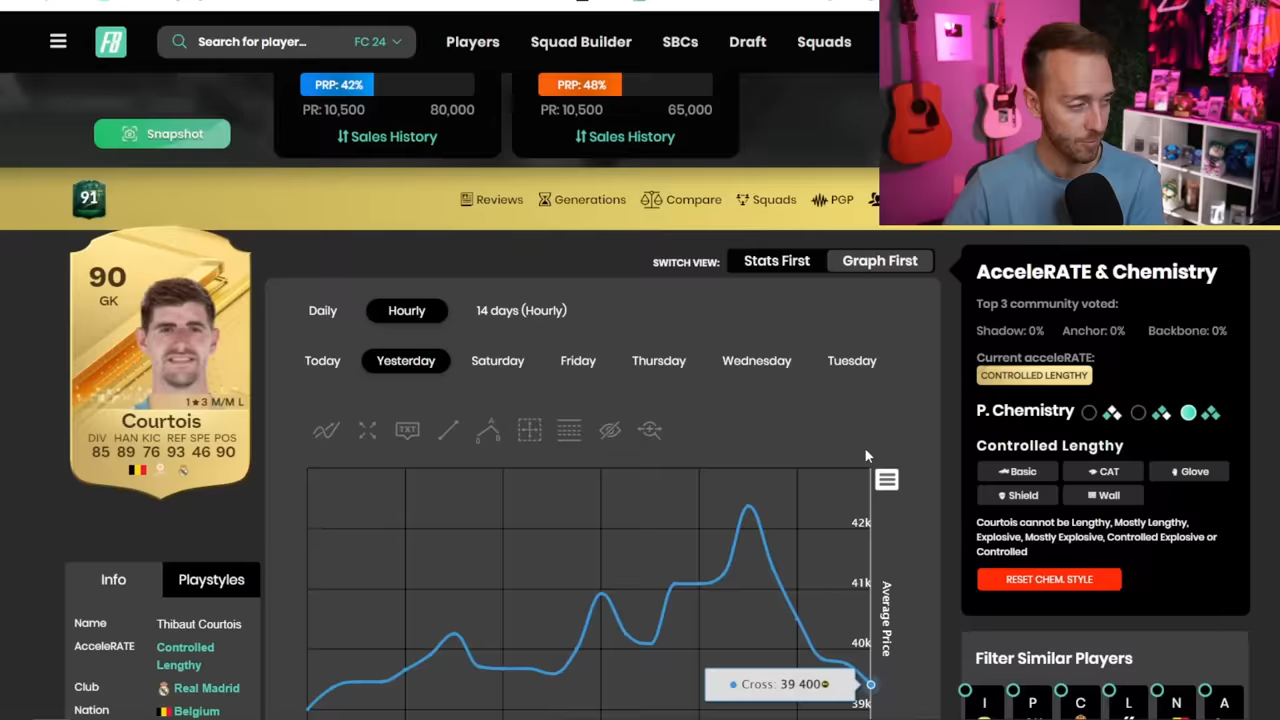 FB Search for player... FC 24 Players Squad Builder SBCs Draft Squads
PRP: 42% PRP: 48%
PR: 10,500 80,000 PR: 10,500 65,000
Snapshot Sales History Sales History
91 Reviews Generations Compare Squads PGP
90
GK
1★3 M/M L
Courtois
DIV HAN KIC REF SPE POS
85 89 76 93 46 90
SWITCH VIEW: Stats First Graph First
Daily Hourly 14 days (Hourly)
Today Yesterday Saturday Friday Thursday Wednesday Tuesday
TXT
42k
41k
40k
39k
Average Price
Cross: 39 400
AcceleRATE & Chemistry
Top 3 community voted:
Shadow: 0% Anchor: 0% Backbone: 0%
Current acceleRATE:
CONTROLLED LENGTHY
P. Chemistry
Controlled Lengthy
Basic CAT Glove
Shield Wall
Courtois cannot be Lengthy, Mostly Lengthy,
Explosive, Mostly Explosive, Controlled Explosive or
Controlled
RESET CHEM. STYLE
Filter Similar Players
I P C L N A
Info Playstyles
Name Thibaut Courtois
AcceleRATE Controlled
Lengthy
Club Real Madrid
Nation Belgium